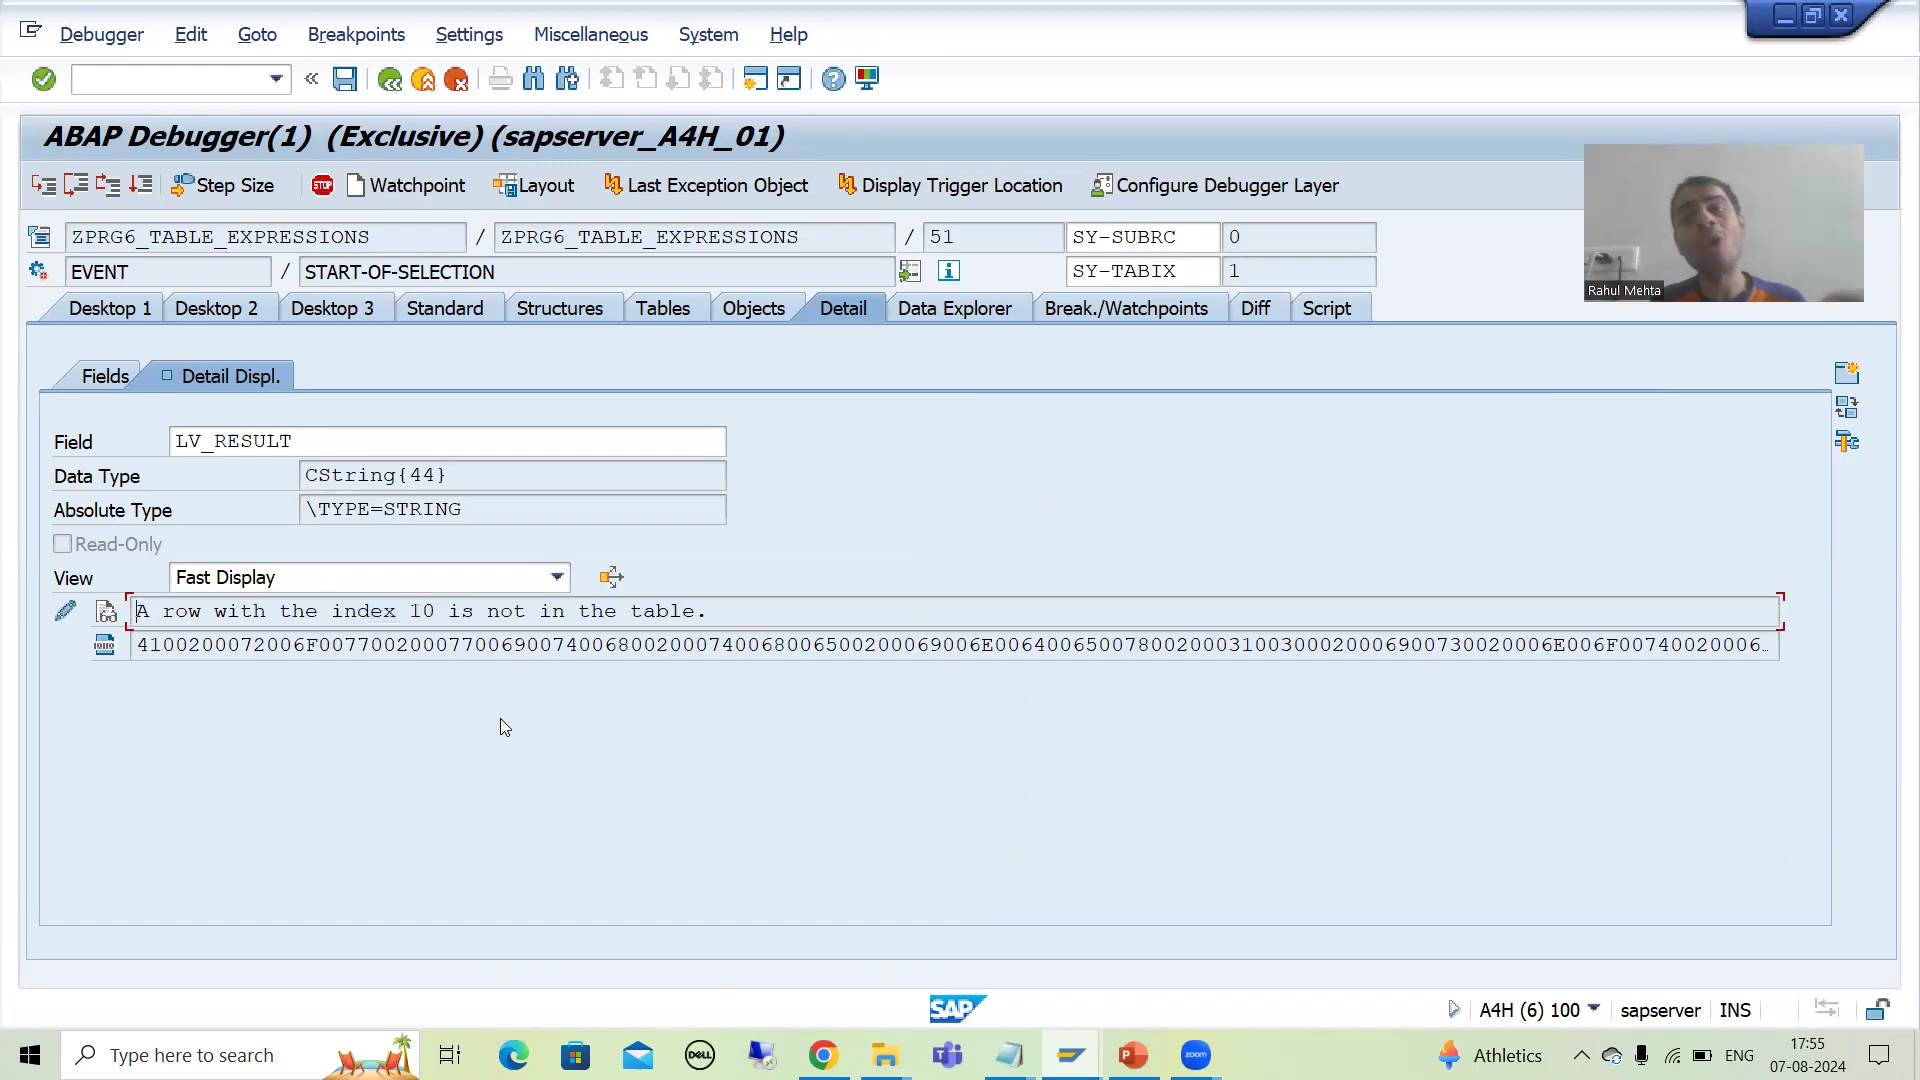 Debugger Edit Goto Breakpoints Settings Miscellaneous System Help
ABAP Debugger(1) (Exclusive) (sapserver_A4H_01)
Step Size STOP Watchpoint Layout Last Exception Object Display Trigger Location Configure Debugger Layer
ZPRG6_TABLE_EXPRESSIONS / ZPRG6_TABLE_EXPRESSIONS / 51 SY-SUBRC 0
EVENT / START-OF-SELECTION SY-TABIX 1
Rahul Mehta
Desktop 1 Desktop 2 Desktop 3 Standard Structures Tables Objects Detail Data Explorer Break./Watchpoints Diff Script
Fields Detail Displ.
Field LV_RESULT
Data Type CString{44}
Absolute Type \TYPE=STRING
Read-Only
View Fast Display
A row with the index 10 is not in the table.
4100200072006F007700200077006900740068002000740068006500200069006E0064006500780020003100300020006900730020006E006F00740020006…
SAP
A4H (6) 100 sapserver INS
Type here to search DELL zoom Athletics ENG 17:55
07-08-2024